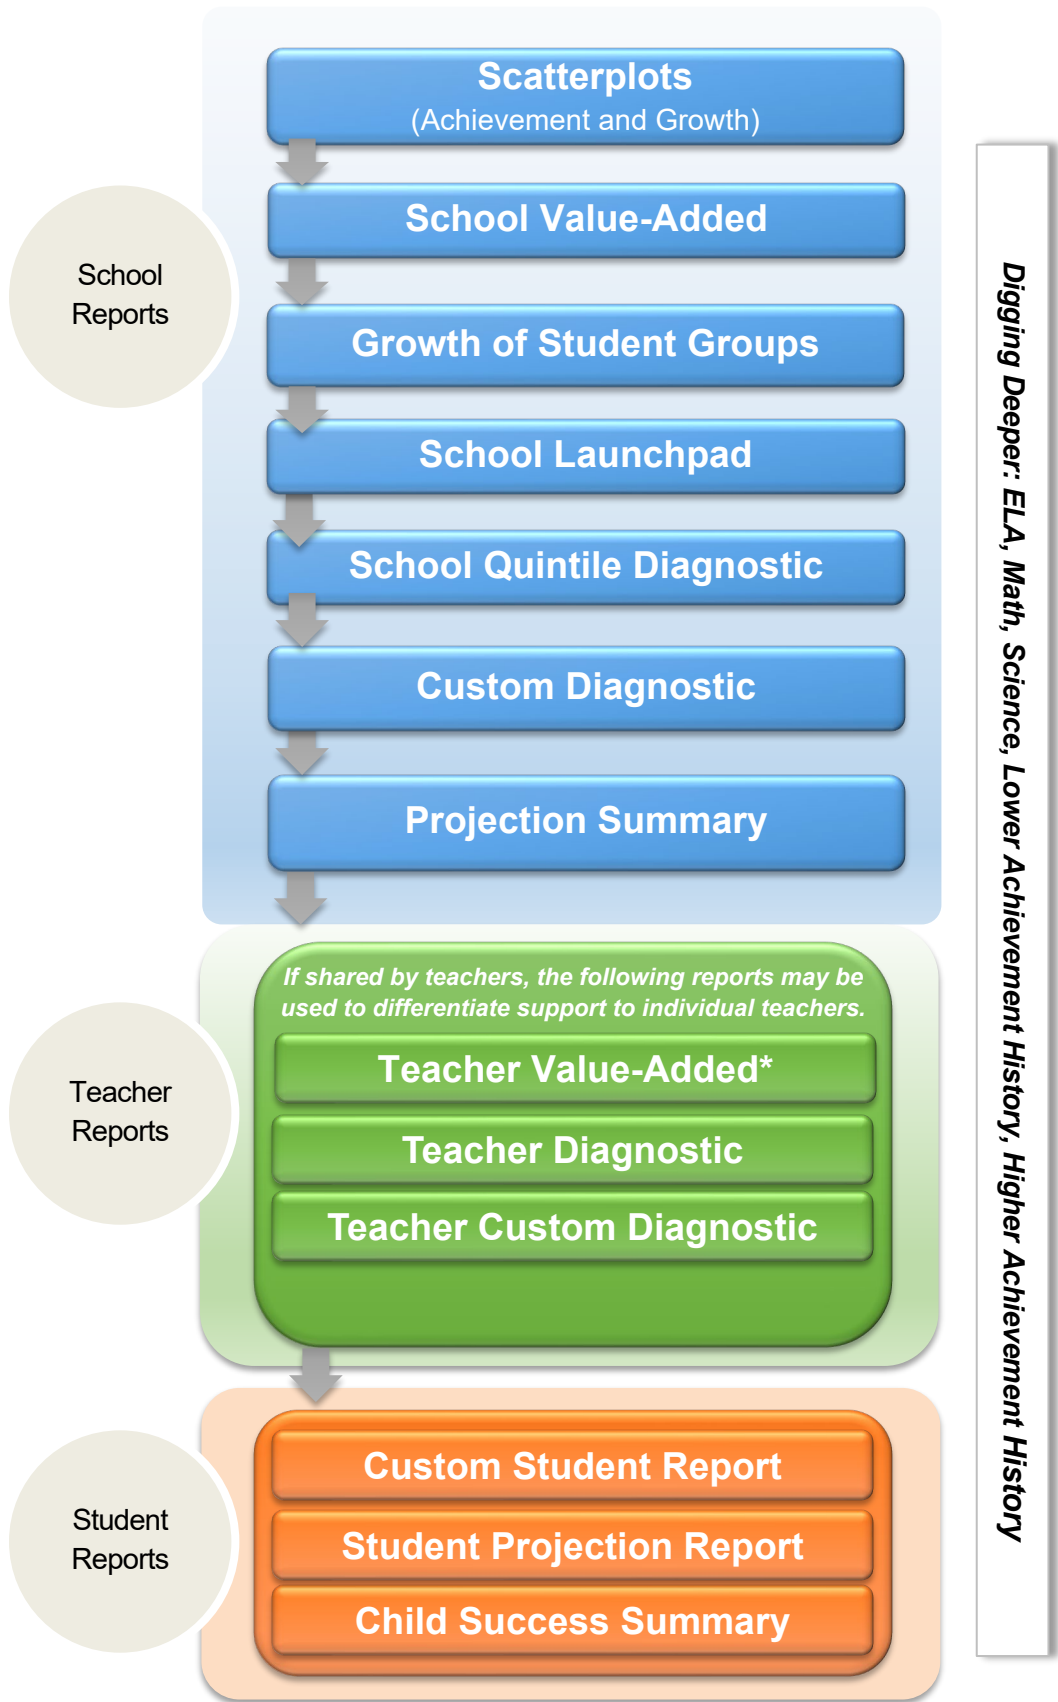 Scatterplots
(Achievement and Growth)
School Value-Added
School
Reports
Growth of Student Groups
School Launchpad
School Quintile Diagnostic
Custom Diagnostic
Projection Summary
If shared by teachers, the following reports may be
used to differentiate support to individual teachers.
Teacher Value-Added*
Teacher
Reports
Teacher Diagnostic
Teacher Custom Diagnostic
Custom Student Report
Student
Reports
Student Projection Report
Child Success Summary
Digging Deeper: ELA, Math, Science, Lower Achievement History, Higher Achievement History